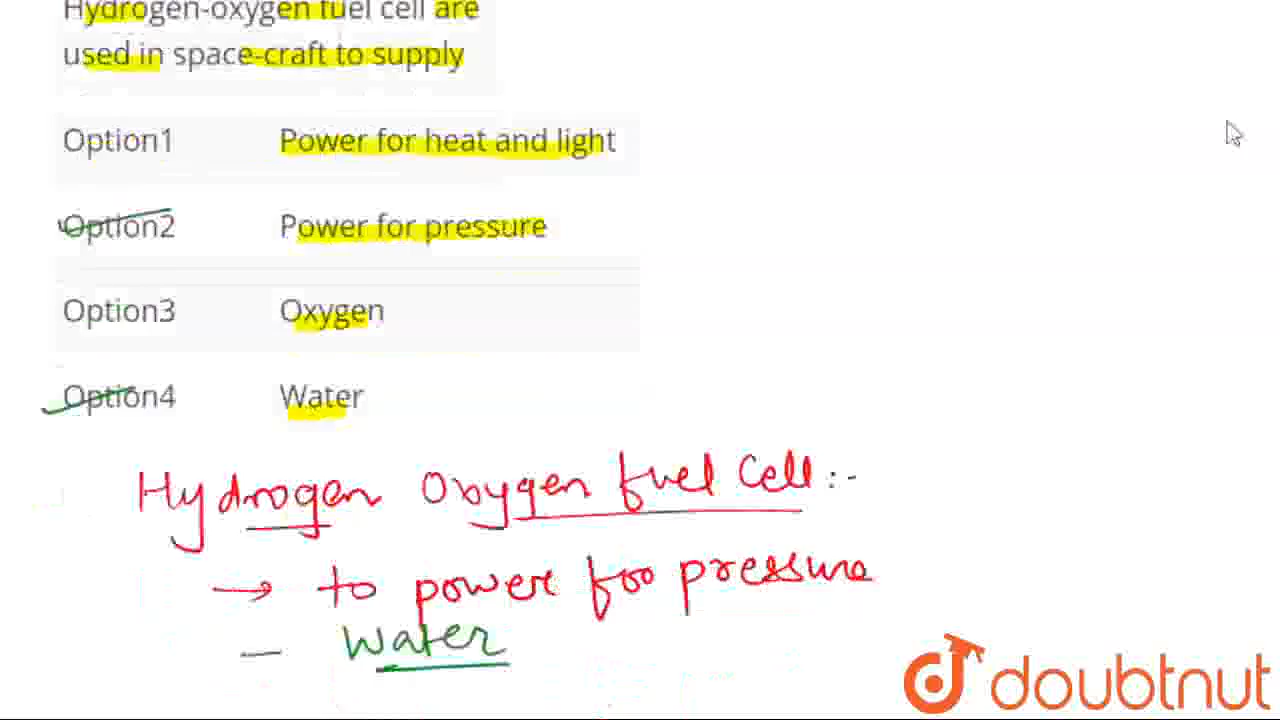 Hydrogen-oxygen fuel cell are
used in space-craft to supply
Option1 Power for heat and light
Option2 Power for pressure
Option3 Oxygen
Option4 Water
Hydrogen Oxygen fuel Cell:-
→ to power for pressure
— Water
doubtnut